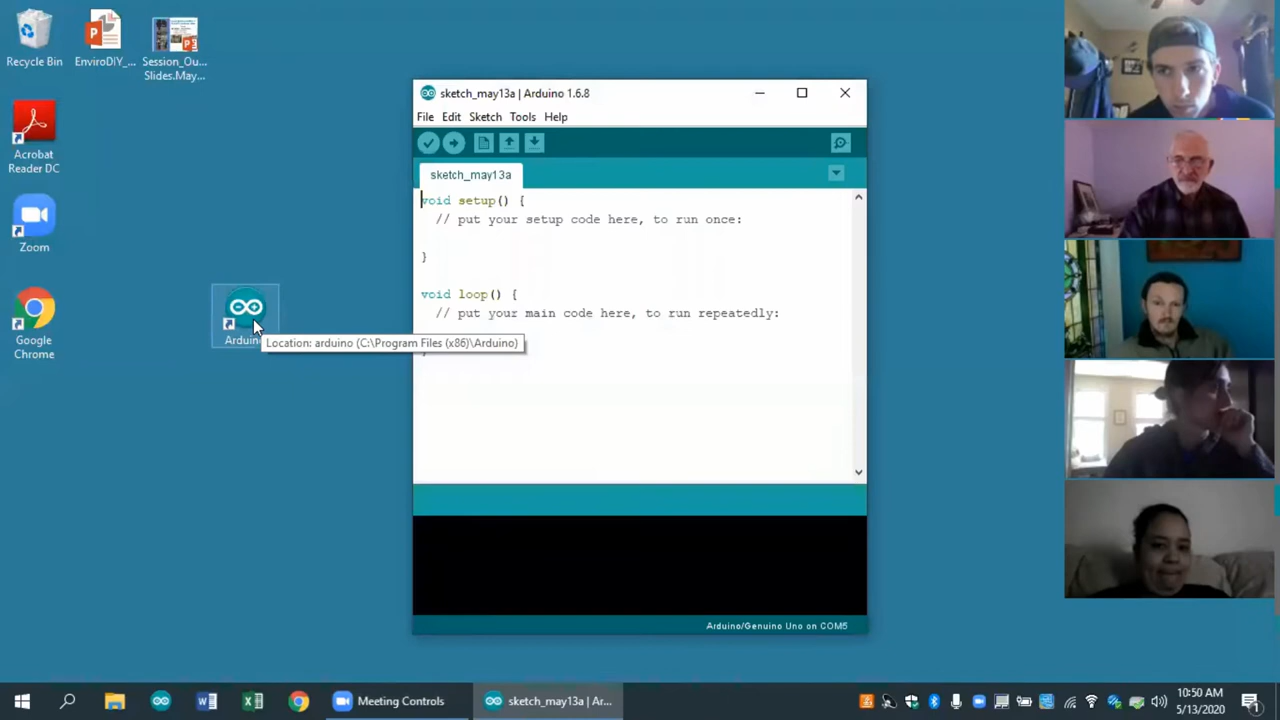 Recycle Bin
EnviroDIY_...
Session_Ou...
Slides.May...
Acrobat
Reader DC
Zoom
Google
Chrome
Arduino
Location: arduino (C:\Program Files (x86)\Arduino)
sketch_may13a | Arduino 1.6.8
File Edit Sketch Tools Help
sketch_may13a
void setup() {
// put your setup code here, to run once:
}
void loop() {
// put your main code here, to run repeatedly:
}
Arduino/Genuino Uno on COM5
Meeting Controls
sketch_may13a | Ar...
10:50 AM
5/13/2020
1